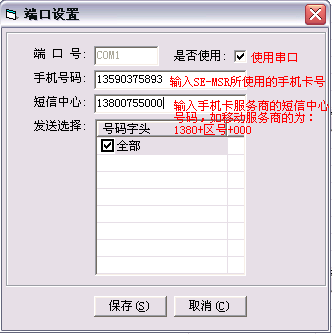 端口设置
端 口 号: COM1 是否使用: 使用串口
手机号码: 13590375893 输入SE-MSR所使用的手机卡号
短信中心: 13800755000 输入手机卡服务商的短信中心
号码，如移动服务商的为：
1380+区号+000
发送选择: 号码字头
全部
保存(S) 取消(C)